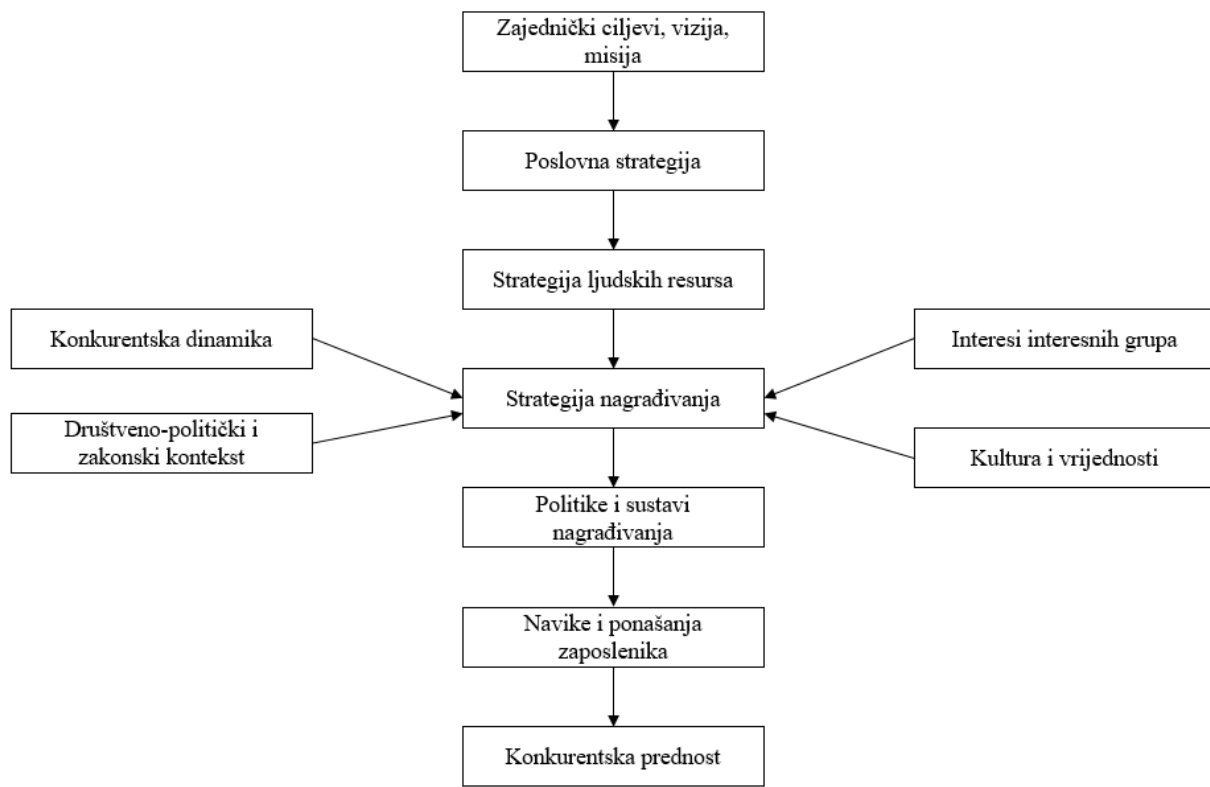 Zajednički ciljevi, vizija,
misija
Poslovna strategija
Strategija ljudskih resursa
Konkurentska dinamika
Interesi interesnih grupa
Strategija nagrađivanja
Društveno-politički i
zakonski kontekst
Kultura i vrijednosti
Politike i sustavi
nagrađivanja
Navike i ponašanja
zaposlenika
Konkurentska prednost